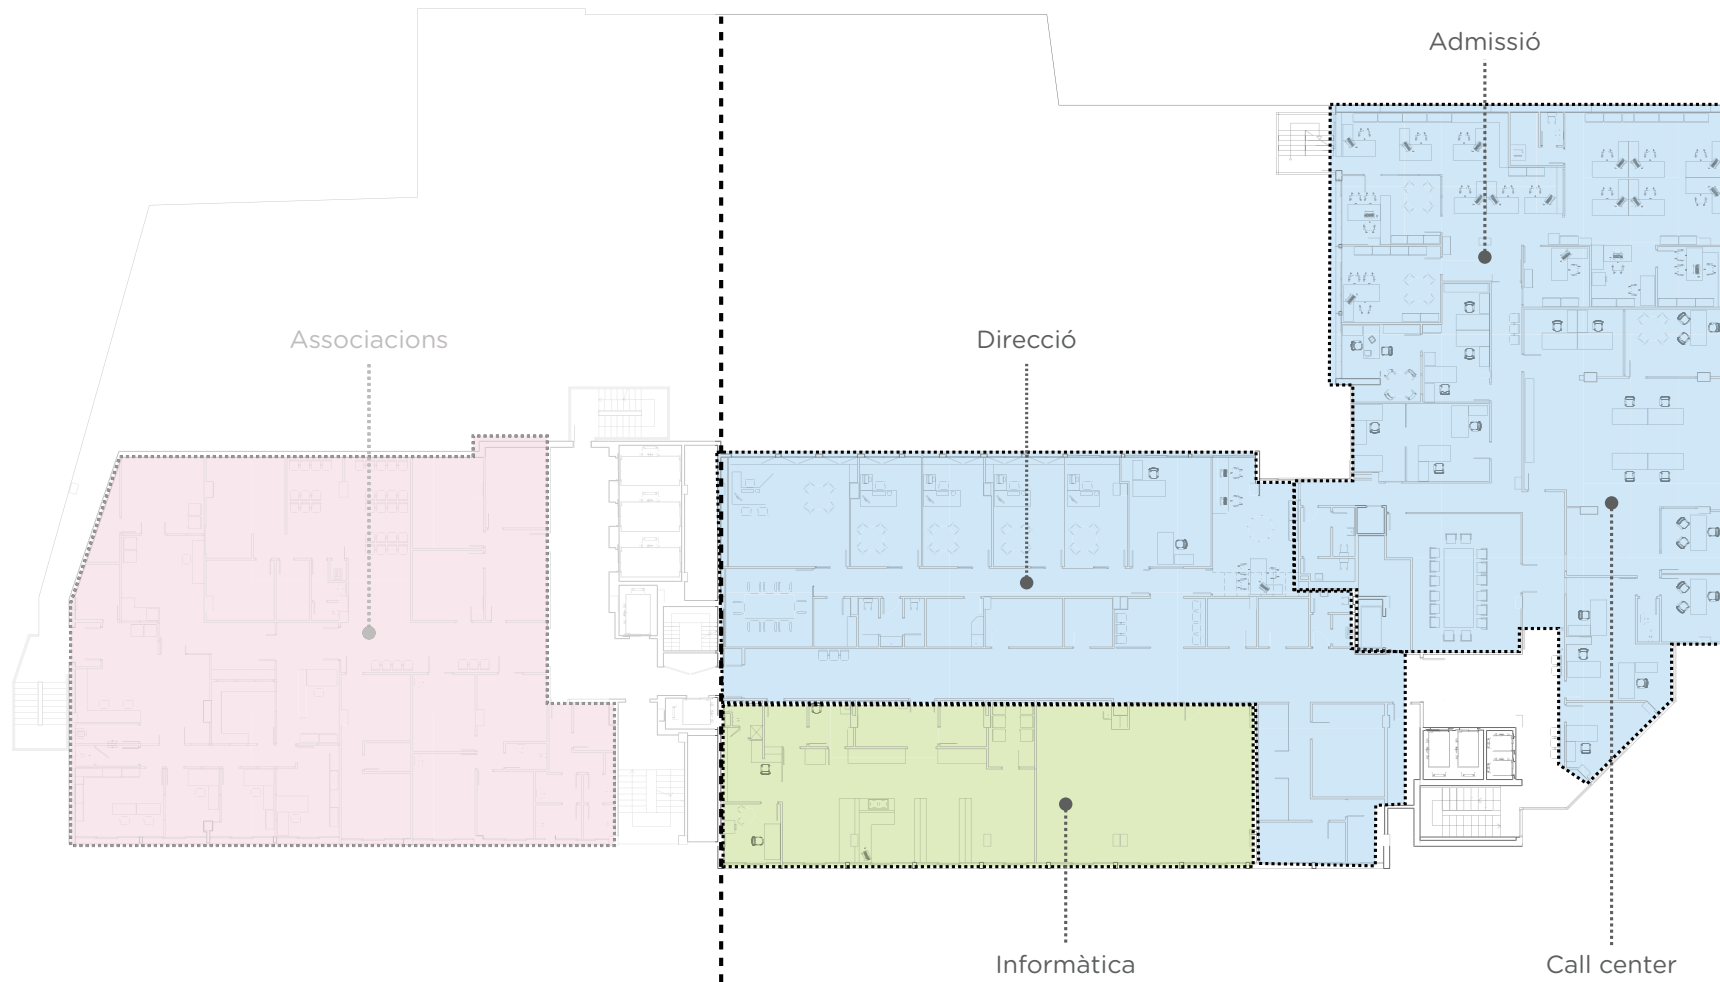 Admissió
Associacions
Direcció
Informàtica
Call center